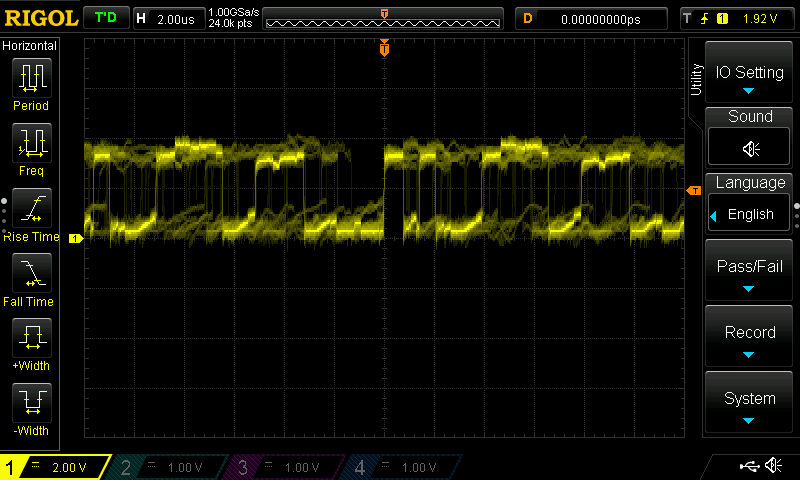 RIGOL T'D H 2.00us 1.00GSa/s 24.0k pts T D 0.00000000ps T 1 1.92 V
Horizontal
Period
Freq
Rise Time
Fall Time
+Width
-Width
T
T
1
Utility
IO Setting
Sound
Language
English
Pass/Fail
Record
System
1 2.00 V 2 1.00 V 3 1.00 V 4 1.00 V